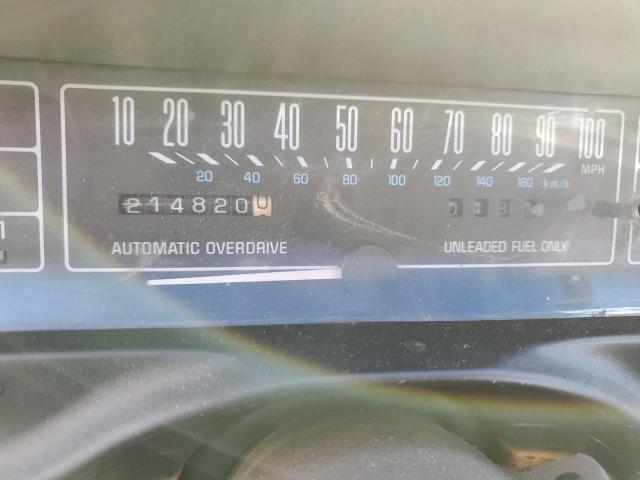 10 20 30 40 50 60 70 80 90 100
MPH
20 40 60 80 100 120 140 160 km/h
2148200
AUTOMATIC OVERDRIVE UNLEADED FUEL ONLY